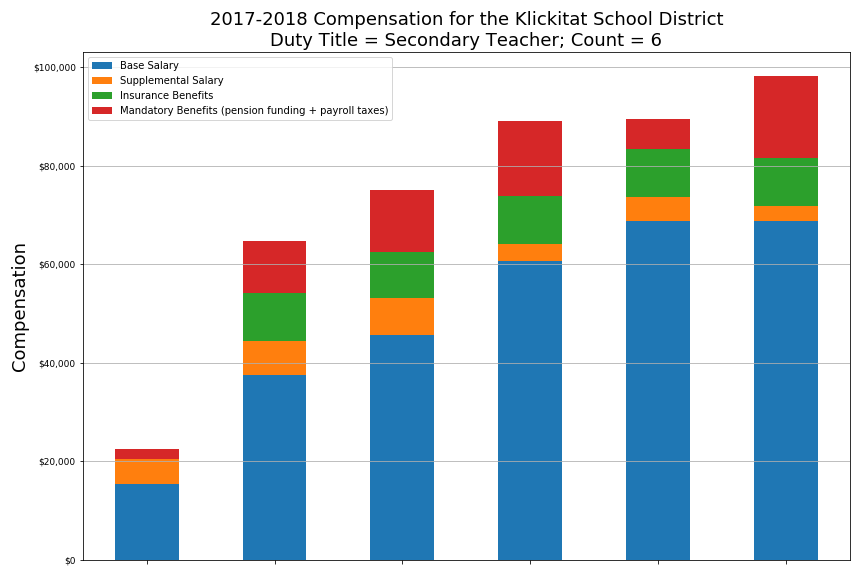 2017-2018 Compensation for the Klickitat School District
Duty Title = Secondary Teacher; Count = 6
$100,000
Base Salary
Supplemental Salary
Insurance Benefits
Mandatory Benefits (pension funding + payroll taxes)
$80,000
$60,000
Compensation
$40,000
$20,000
$0